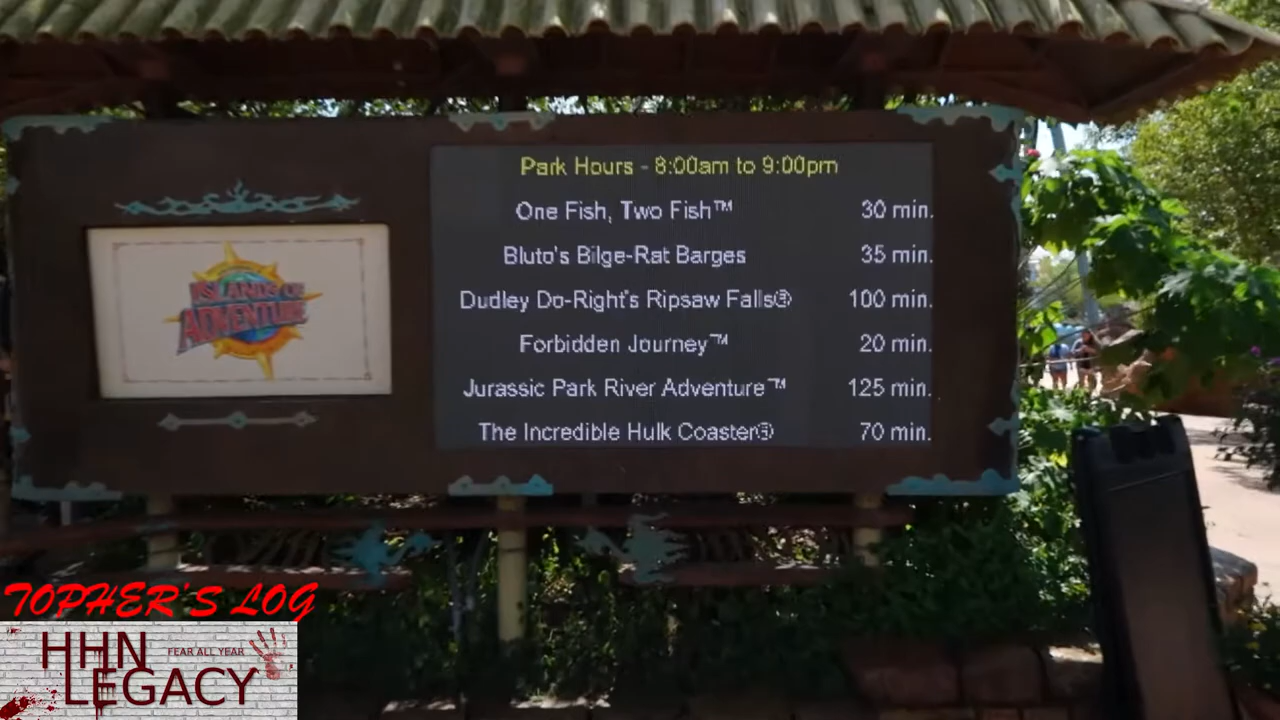 Park Hours - 8:00am to 9:00pm
One Fish, Two Fish™ 30 min.
Bluto's Bilge-Rat Barges 35 min.
Dudley Do-Right's Ripsaw Falls® 100 min.
Forbidden Journey™ 20 min.
Jurassic Park River Adventure™ 125 min.
The Incredible Hulk Coaster® 70 min.
ISLANDS OF
ADVENTURE
TOPHER'S LOG
HHN
FEAR ALL YEAR
LEGACY